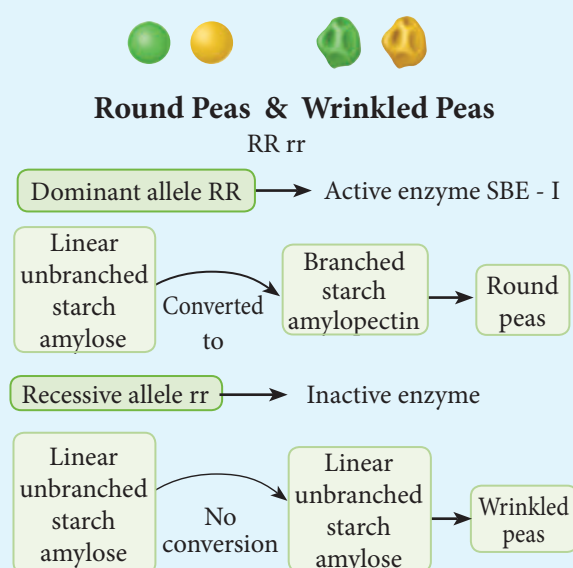 Round Peas & Wrinkled Peas
RR rr
Dominant allele RR
Active enzyme SBE - I
Linear
unbranched
starch
amylose
Converted
to
Branched
starch
amylopectin
Round
peas
Recessive allele rr
Inactive enzyme
Linear
unbranched
starch
amylose
No
conversion
Linear
unbranched
starch
amylose
Wrinkled
peas